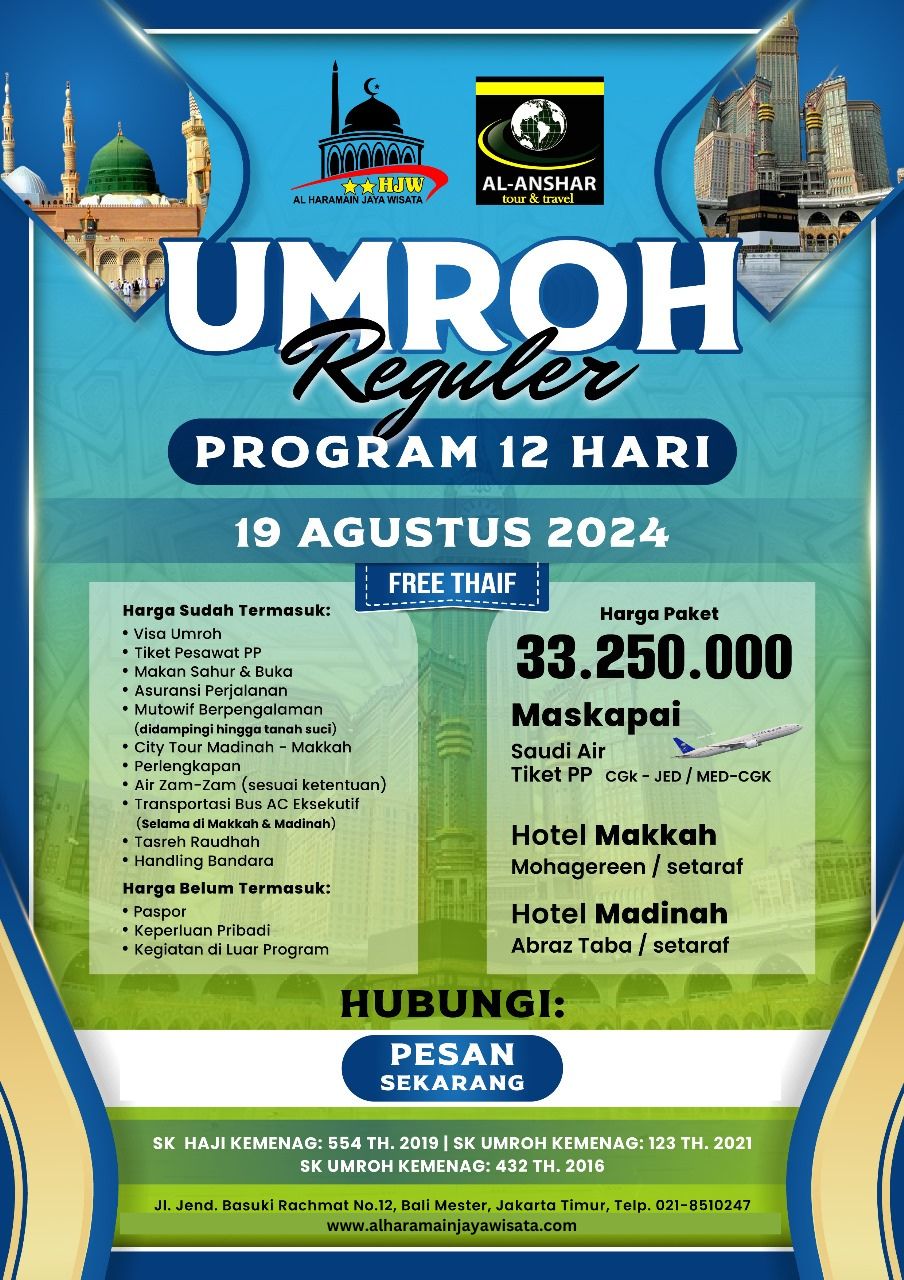 HJW
AL HARAMAIN JAYA WISATA
AL-ANSHAR
tour & travel
UMROH
Reguler
PROGRAM 12 HARI
19 AGUSTUS 2024
FREE THAIF
Harga Sudah Termasuk:
• Visa Umroh
• Tiket Pesawat PP
• Makan Sahur & Buka
• Asuransi Perjalanan
• Mutowif Berpengalaman
(didampingi hingga tanah suci)
• City Tour Madinah - Makkah
• Perlengkapan
• Air Zam-Zam (sesuai ketentuan)
• Transportasi Bus AC Eksekutif
(Selama di Makkah & Madinah)
• Tasreh Raudhah
• Handling Bandara
Harga Belum Termasuk:
• Paspor
• Keperluan Pribadi
• Kegiatan di Luar Program
Harga Paket
33.250.000
Maskapai
Saudi Air
Tiket PP CGk - JED / MED-CGK
Hotel Makkah
Mohagereen / setaraf
Hotel Madinah
Abraz Taba / setaraf
HUBUNGI:
PESAN
SEKARANG
SK HAJI KEMENAG: 554 TH. 2019 | SK UMROH KEMENAG: 123 TH. 2021
SK UMROH KEMENAG: 432 TH. 2016
Jl. Jend. Basuki Rachmat No.12, Bali Mester, Jakarta Timur, Telp. 021-8510247
www.alharamainjayawisata.com